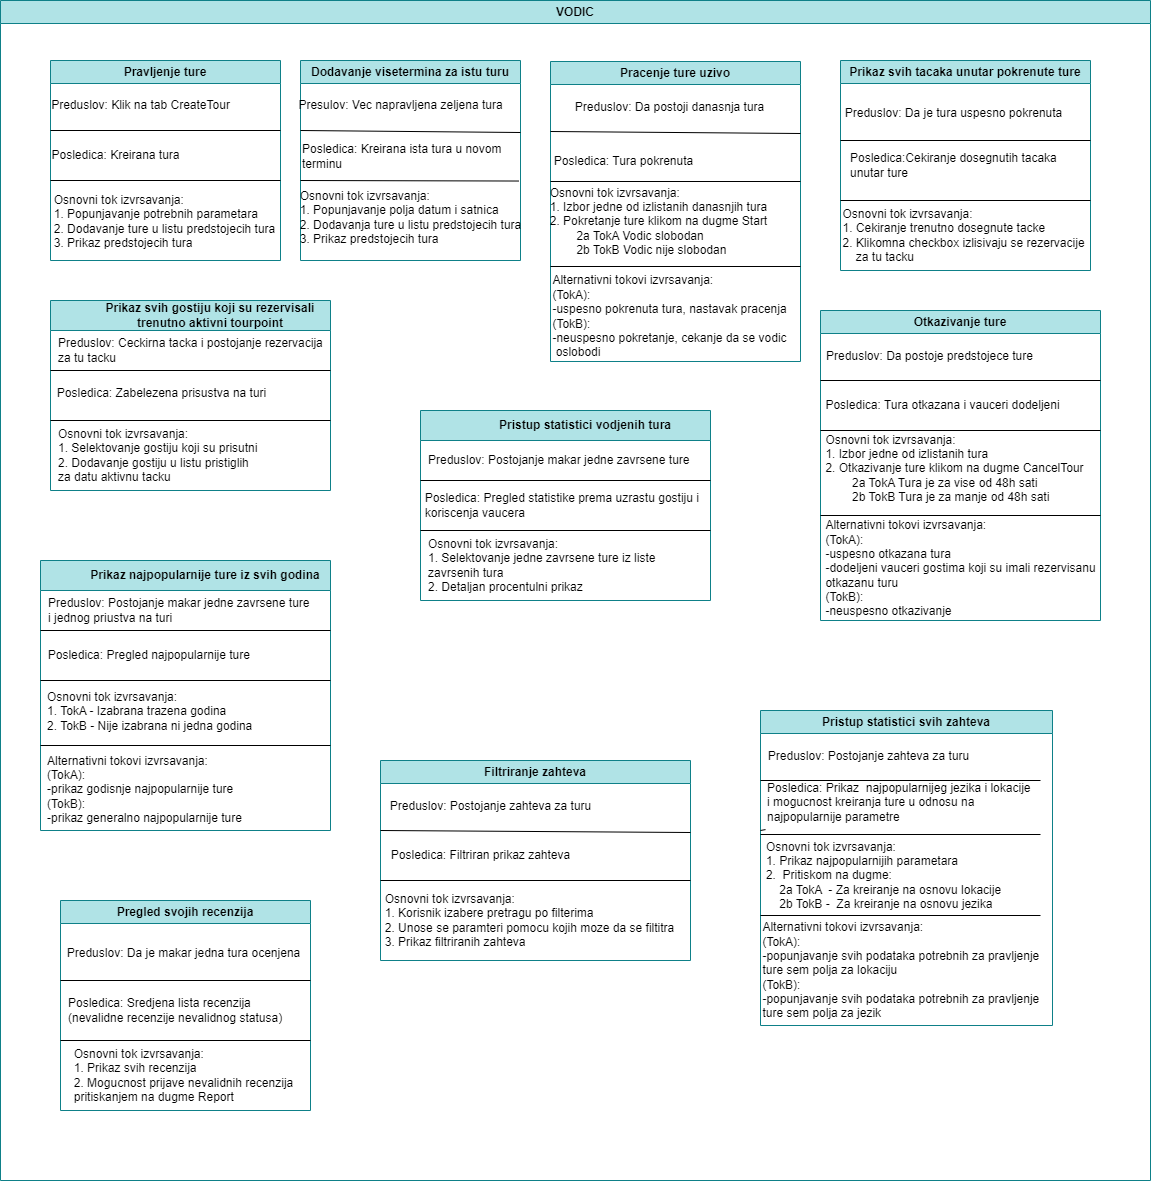 VODIC
Pravljenje ture
Preduslov: Klik na tab CreateTour
Posledica: Kreirana tura
Osnovni tok izvrsavanja:
1. Popunjavanje potrebnih parametara
2. Dodavanje ture u listu predstojecih tura
3. Prikaz predstojecih tura
Dodavanje visetermina za istu turu
Presulov: Vec napravljena zeljena tura
Posledica: Kreirana ista tura u novom
terminu
Osnovni tok izvrsavanja:
1. Popunjavanje polja datum i satnica
2. Dodavanja ture u listu predstojecih tura
3. Prikaz predstojecih tura
Pracenje ture uzivo
Preduslov: Da postoji danasnja tura
Posledica: Tura pokrenuta
Osnovni tok izvrsavanja:
1. Izbor jedne od izlistanih danasnjih tura
2. Pokretanje ture klikom na dugme Start
2a TokA Vodic slobodan
2b TokB Vodic nije slobodan
Alternativni tokovi izvrsavanja:
(TokA):
-uspesno pokrenuta tura, nastavak pracenja
(TokB):
-neuspesno pokretanje, cekanje da se vodic
oslobodi
Prikaz svih tacaka unutar pokrenute ture
Preduslov: Da je tura uspesno pokrenuta
Posledica:Cekiranje dosegnutih tacaka
unutar ture
Osnovni tok izvrsavanja:
1. Cekiranje trenutno dosegnute tacke
2. Klikomna checkbox izlisivaju se rezervacije
za tu tacku
Prikaz svih gostiju koji su rezervisali
trenutno aktivni tourpoint
Preduslov: Ceckirna tacka i postojanje rezervacija
za tu tacku
Posledica: Zabelezena prisustva na turi
Osnovni tok izvrsavanja:
1. Selektovanje gostiju koji su prisutni
2. Dodavanje gostiju u listu pristiglih
za datu aktivnu tacku
Pristup statistici vodjenih tura
Preduslov: Postojanje makar jedne zavrsene ture
Posledica: Pregled statistike prema uzrastu gostiju i
koriscenja vaucera
Osnovni tok izvrsavanja:
1. Selektovanje jedne zavrsene ture iz liste
zavrsenih tura
2. Detaljan procentulni prikaz
Otkazivanje ture
Preduslov: Da postoje predstojece ture
Posledica: Tura otkazana i vauceri dodeljeni
Osnovni tok izvrsavanja:
1. Izbor jedne od izlistanih tura
2. Otkazivanje ture klikom na dugme CancelTour
2a TokA Tura je za vise od 48h sati
2b TokB Tura je za manje od 48h sati
Alternativni tokovi izvrsavanja:
(TokA):
-uspesno otkazana tura
-dodeljeni vauceri gostima koji su imali rezervisanu
otkazanu turu
(TokB):
-neuspesno otkazivanje
Prikaz najpopularnije ture iz svih godina
Preduslov: Postojanje makar jedne zavrsene ture
i jednog priustva na turi
Posledica: Pregled najpopularnije ture
Osnovni tok izvrsavanja:
1. TokA - Izabrana trazena godina
2. TokB - Nije izabrana ni jedna godina
Alternativni tokovi izvrsavanja:
(TokA):
-prikaz godisnje najpopularnije ture
(TokB):
-prikaz generalno najpopularnije ture
Filtriranje zahteva
Preduslov: Postojanje zahteva za turu
Posledica: Filtriran prikaz zahteva
Osnovni tok izvrsavanja:
1. Korisnik izabere pretragu po filterima
2. Unose se paramteri pomocu kojih moze da se filtitra
3. Prikaz filtriranih zahteva
Pristup statistici svih zahteva
Preduslov: Postojanje zahteva za turu
Posledica: Prikaz najpopularnijeg jezika i lokacije
i mogucnost kreiranja ture u odnosu na
najpopularnije parametre
Osnovni tok izvrsavanja:
1. Prikaz najpopularnijih parametara
2. Pritiskom na dugme:
2a TokA - Za kreiranje na osnovu lokacije
2b TokB - Za kreiranje na osnovu jezika
Alternativni tokovi izvrsavanja:
(TokA):
-popunjavanje svih podataka potrebnih za pravljenje
ture sem polja za lokaciju
(TokB):
-popunjavanje svih podataka potrebnih za pravljenje
ture sem polja za jezik
Pregled svojih recenzija
Preduslov: Da je makar jedna tura ocenjena
Posledica: Sredjena lista recenzija
(nevalidne recenzije nevalidnog statusa)
Osnovni tok izvrsavanja:
1. Prikaz svih recenzija
2. Mogucnost prijave nevalidnih recenzija
pritiskanjem na dugme Report